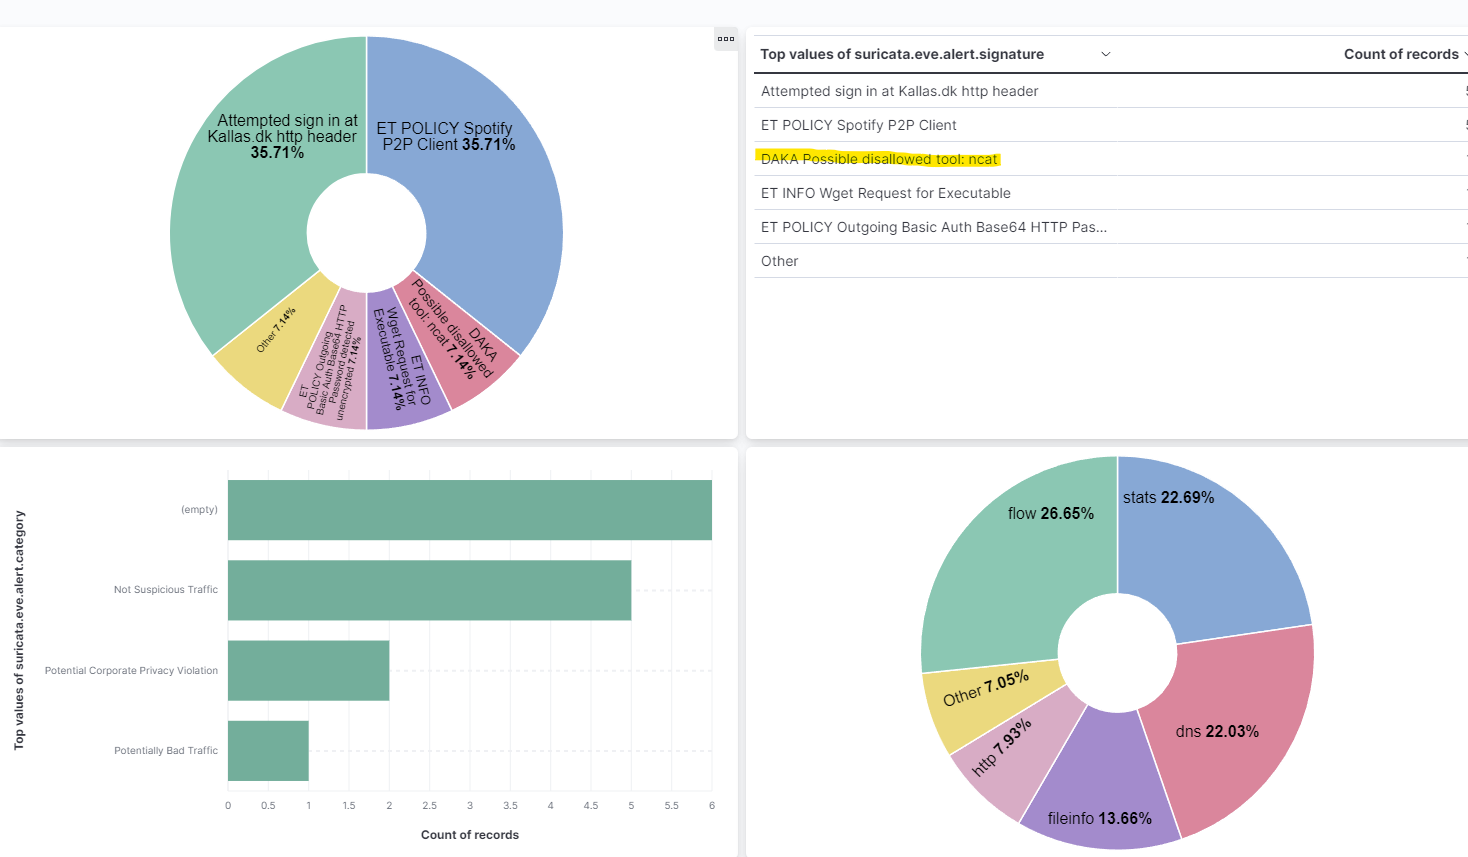 Attempted sign in at
Kallas.dk http header
35.71%
ET POLICY Spotify
P2P Client 35.71%
Other 7.14%
ET
POLICY Outgoing
Basic Auth Base64 HTTP
Password detected
unencrypted 7.14%
ET INFO
Wget Request for
Executable 7.14%
DAKA
Possible disallowed
tool: ncat 7.14%
Top values of suricata.eve.alert.signature
Count of records
Attempted sign in at Kallas.dk http header
ET POLICY Spotify P2P Client
DAKA Possible disallowed tool: ncat
ET INFO Wget Request for Executable
ET POLICY Outgoing Basic Auth Base64 HTTP Pas...
Other
Top values of suricata.eve.alert.category
(empty)
Not Suspicious Traffic
Potential Corporate Privacy Violation
Potentially Bad Traffic
0 0.5 1 1.5 2 2.5 3 3.5 4 4.5 5 5.5 6
Count of records
flow 26.65%
stats 22.69%
Other 7.05%
http 7.93%
dns 22.03%
fileinfo 13.66%